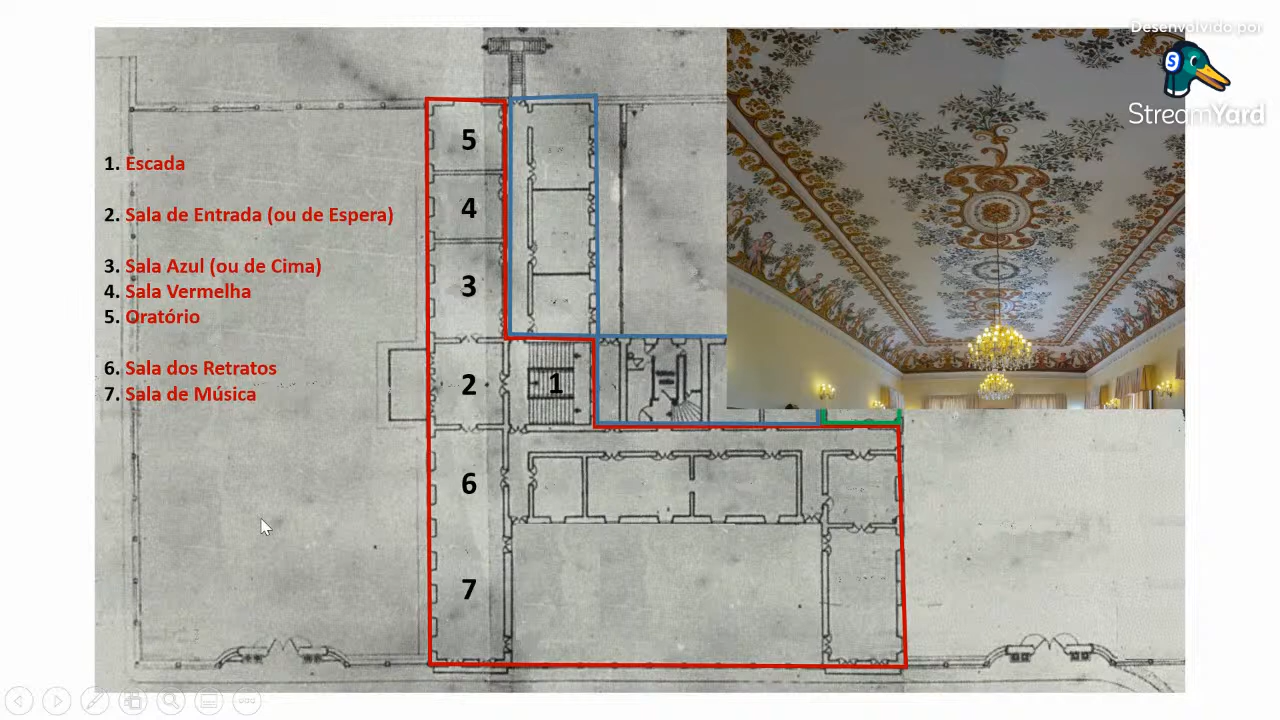 Desenvolvido por
StreamYard
1. Escada
2. Sala de Entrada (ou de Espera)
3. Sala Azul (ou de Cima)
4. Sala Vermelha
5. Oratório
6. Sala dos Retratos
7. Sala de Música
5
4
3
2
1
6
7